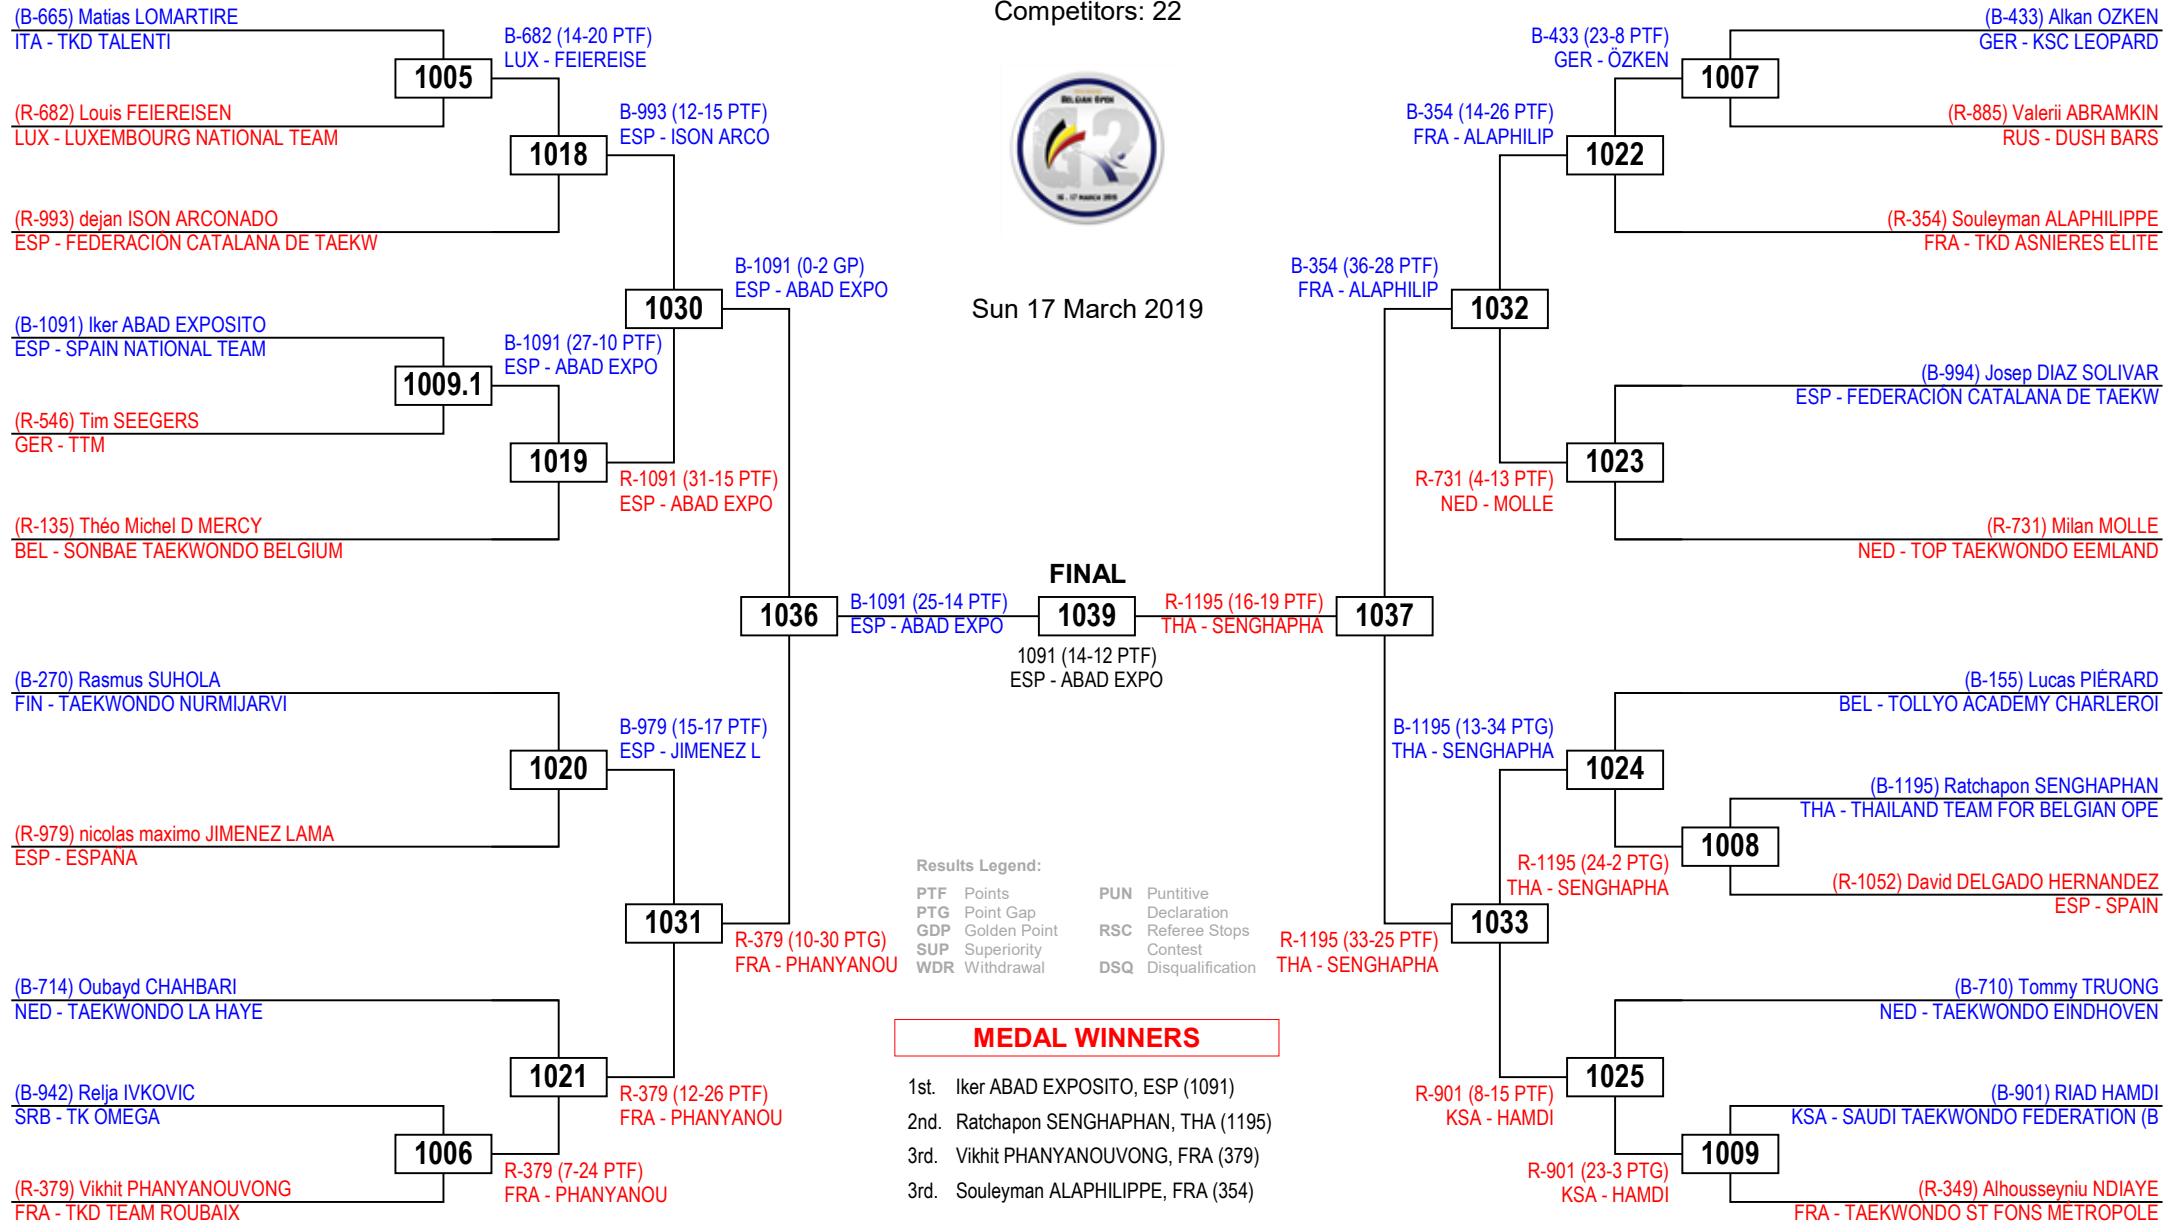 Competitors: 22
BELGIAN OPEN
G2
16 - 17 MARCH 2019
Sun 17 March 2019
(B-665) Matias LOMARTIRE
ITA - TKD TALENTI
1005
(R-682) Louis FEIEREISEN
LUX - LUXEMBOURG NATIONAL TEAM
B-682 (14-20 PTF)
LUX - FEIEREISE
1018
(R-993) dejan ISON ARCONADO
ESP - FEDERACIÓN CATALANA DE TAEKW
B-993 (12-15 PTF)
ESP - ISON ARCO
1030
(B-1091) Iker ABAD EXPOSITO
ESP - SPAIN NATIONAL TEAM
1009.1
(R-546) Tim SEEGERS
GER - TTM
B-1091 (27-10 PTF)
ESP - ABAD EXPO
1019
(R-135) Théo Michel D MERCY
BEL - SONBAE TAEKWONDO BELGIUM
R-1091 (31-15 PTF)
ESP - ABAD EXPO
B-1091 (0-2 GP)
ESP - ABAD EXPO
1036
(B-270) Rasmus SUHOLA
FIN - TAEKWONDO NURMIJARVI
1020
(R-979) nicolas maximo JIMENEZ LAMA
ESP - ESPAÑA
B-979 (15-17 PTF)
ESP - JIMENEZ L
1031
(B-714) Oubayd CHAHBARI
NED - TAEKWONDO LA HAYE
1021
(B-942) Relja IVKOVIC
SRB - TK OMEGA
1006
(R-379) Vikhit PHANYANOUVONG
FRA - TKD TEAM ROUBAIX
R-379 (7-24 PTF)
FRA - PHANYANOU
R-379 (12-26 PTF)
FRA - PHANYANOU
R-379 (10-30 PTG)
FRA - PHANYANOU
B-1091 (25-14 PTF)
ESP - ABAD EXPO
FINAL
1039
1091 (14-12 PTF)
ESP - ABAD EXPO
R-1195 (16-19 PTF)
THA - SENGHAPHA
1037
(B-433) Alkan OZKEN
GER - KSC LEOPARD
1007
(R-885) Valerii ABRAMKIN
RUS - DUSH BARS
B-433 (23-8 PTF)
GER - ÖZKEN
1022
(R-354) Souleyman ALAPHILIPPE
FRA - TKD ASNIERES ÉLITE
B-354 (14-26 PTF)
FRA - ALAPHILIP
1032
B-354 (36-28 PTF)
FRA - ALAPHILIP
(B-994) Josep DIAZ SOLIVAR
ESP - FEDERACIÓN CATALANA DE TAEKW
1023
(R-731) Milan MOLLE
NED - TOP TAEKWONDO EEMLAND
R-731 (4-13 PTF)
NED - MOLLE
(B-155) Lucas PIÉRARD
BEL - TOLLYO ACADEMY CHARLEROI
1024
(B-1195) Ratchapon SENGHAPHAN
THA - THAILAND TEAM FOR BELGIAN OPE
1008
(R-1052) David DELGADO HERNANDEZ
ESP - SPAIN
R-1195 (24-2 PTG)
THA - SENGHAPHA
B-1195 (13-34 PTG)
THA - SENGHAPHA
1033
R-1195 (33-25 PTF)
THA - SENGHAPHA
(B-710) Tommy TRUONG
NED - TAEKWONDO EINDHOVEN
1025
(B-901) RIAD HAMDI
KSA - SAUDI TAEKWONDO FEDERATION (B
1009
(R-349) Alhousseyniu NDIAYE
FRA - TAEKWONDO ST FONS MÉTROPOLE
R-901 (23-3 PTG)
KSA - HAMDI
R-901 (8-15 PTF)
KSA - HAMDI
Results Legend:
PTF Points
PTG Point Gap
GDP Golden Point
SUP Superiority
WDR Withdrawal
PUN Puntitive
Declaration
RSC Referee Stops
Contest
DSQ Disqualification
MEDAL WINNERS
1st. Iker ABAD EXPOSITO, ESP (1091)
2nd. Ratchapon SENGHAPHAN, THA (1195)
3rd. Vikhit PHANYANOUVONG, FRA (379)
3rd. Souleyman ALAPHILIPPE, FRA (354)